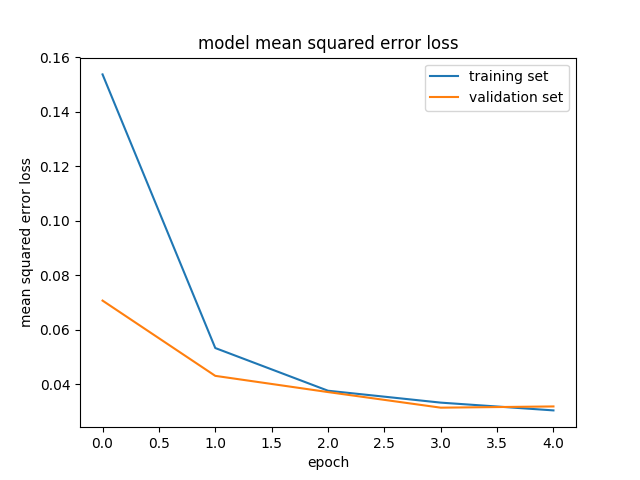 model mean squared error loss
training set
validation set
0.16
0.14
0.12
0.10
0.08
0.06
0.04
mean squared error loss
0.0 0.5 1.0 1.5 2.0 2.5 3.0 3.5 4.0
epoch